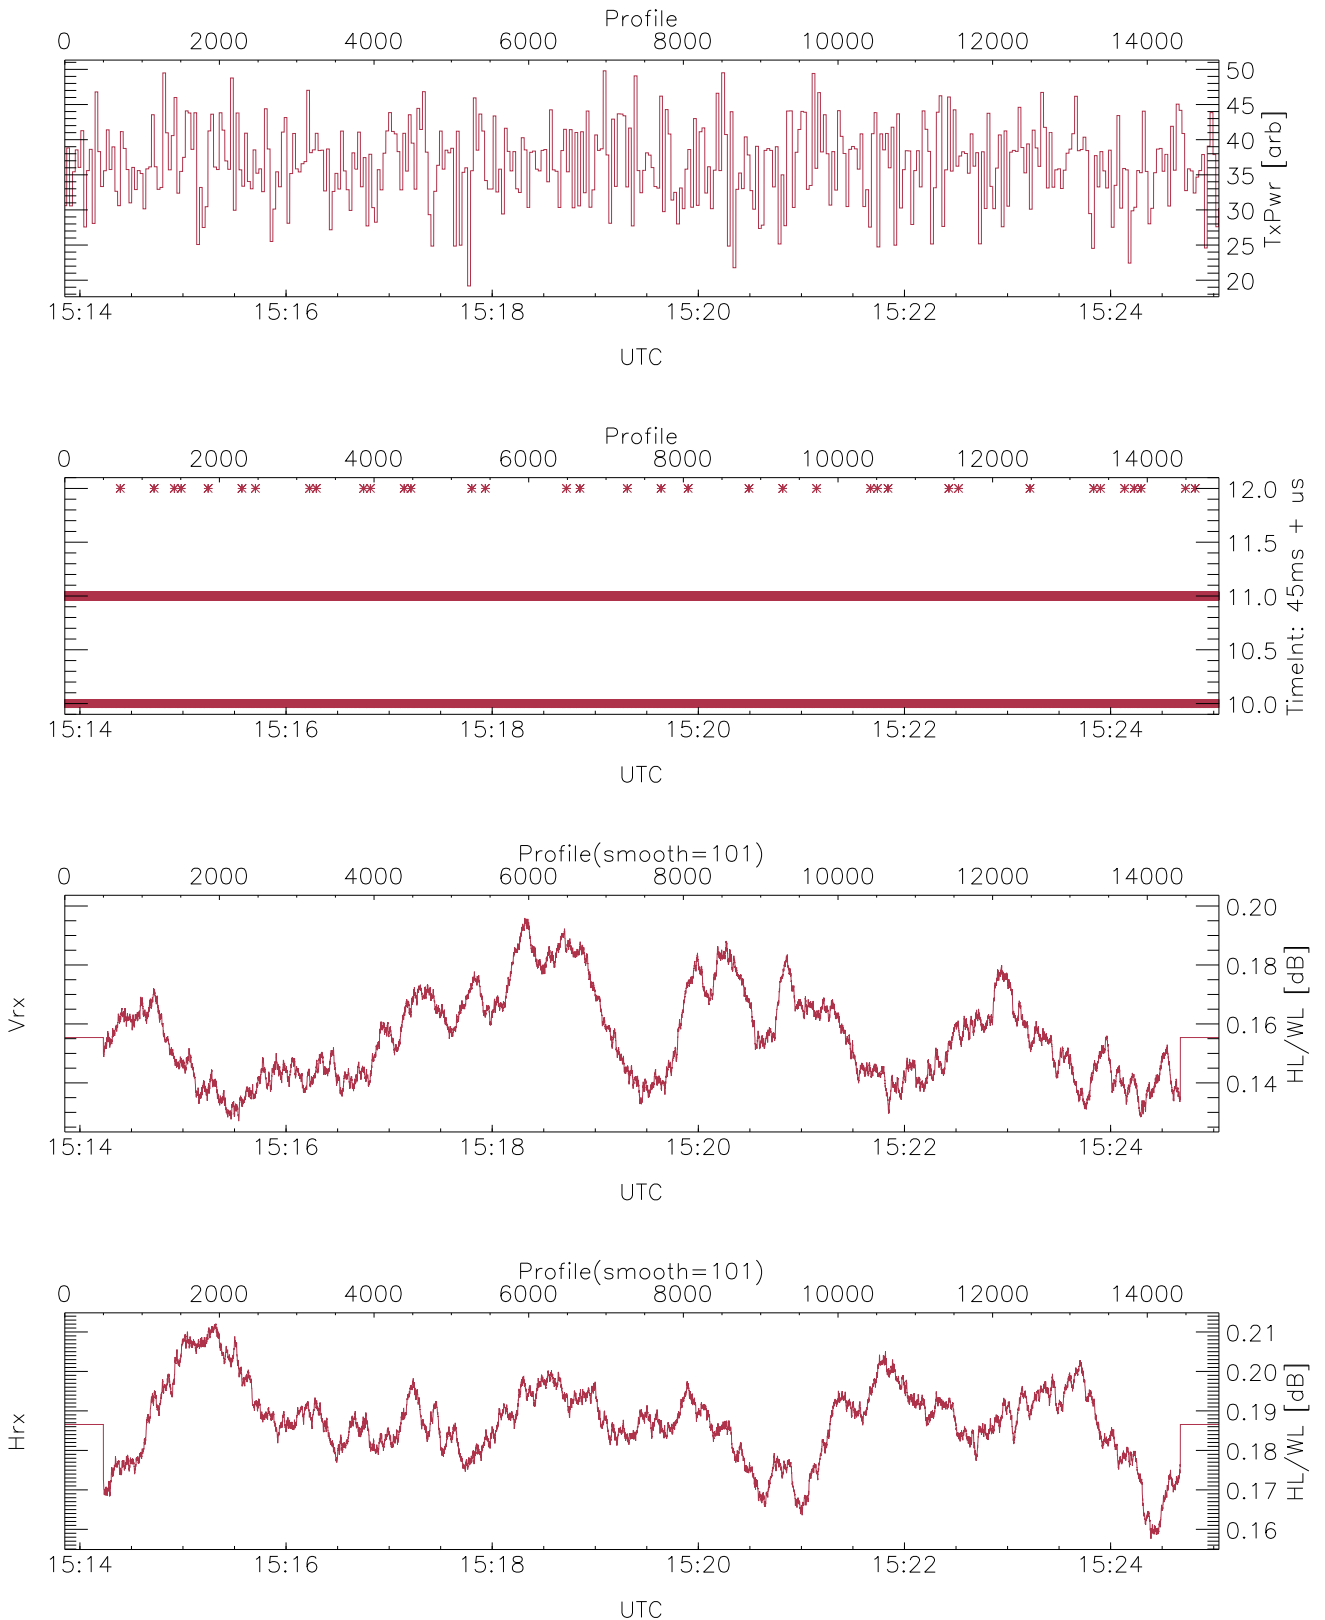 Profile
0 2000 4000 6000 8000 10000 12000 14000
50
45
40
35
30
25
20
TxPwr [arb]
15:14 15:16 15:18 15:20 15:22 15:24
UTC
Profile
0 2000 4000 6000 8000 10000 12000 14000
12.0
11.5
11.0
10.5
10.0
TimeInt: 45ms + us
15:14 15:16 15:18 15:20 15:22 15:24
UTC
Profile(smooth=101)
0 2000 4000 6000 8000 10000 12000 14000
Vrx
0.20
0.18
0.16
0.14
HL/WL [dB]
15:14 15:16 15:18 15:20 15:22 15:24
UTC
Profile(smooth=101)
0 2000 4000 6000 8000 10000 12000 14000
Hrx
0.21
0.20
0.19
0.18
0.17
0.16
HL/WL [dB]
15:14 15:16 15:18 15:20 15:22 15:24
UTC